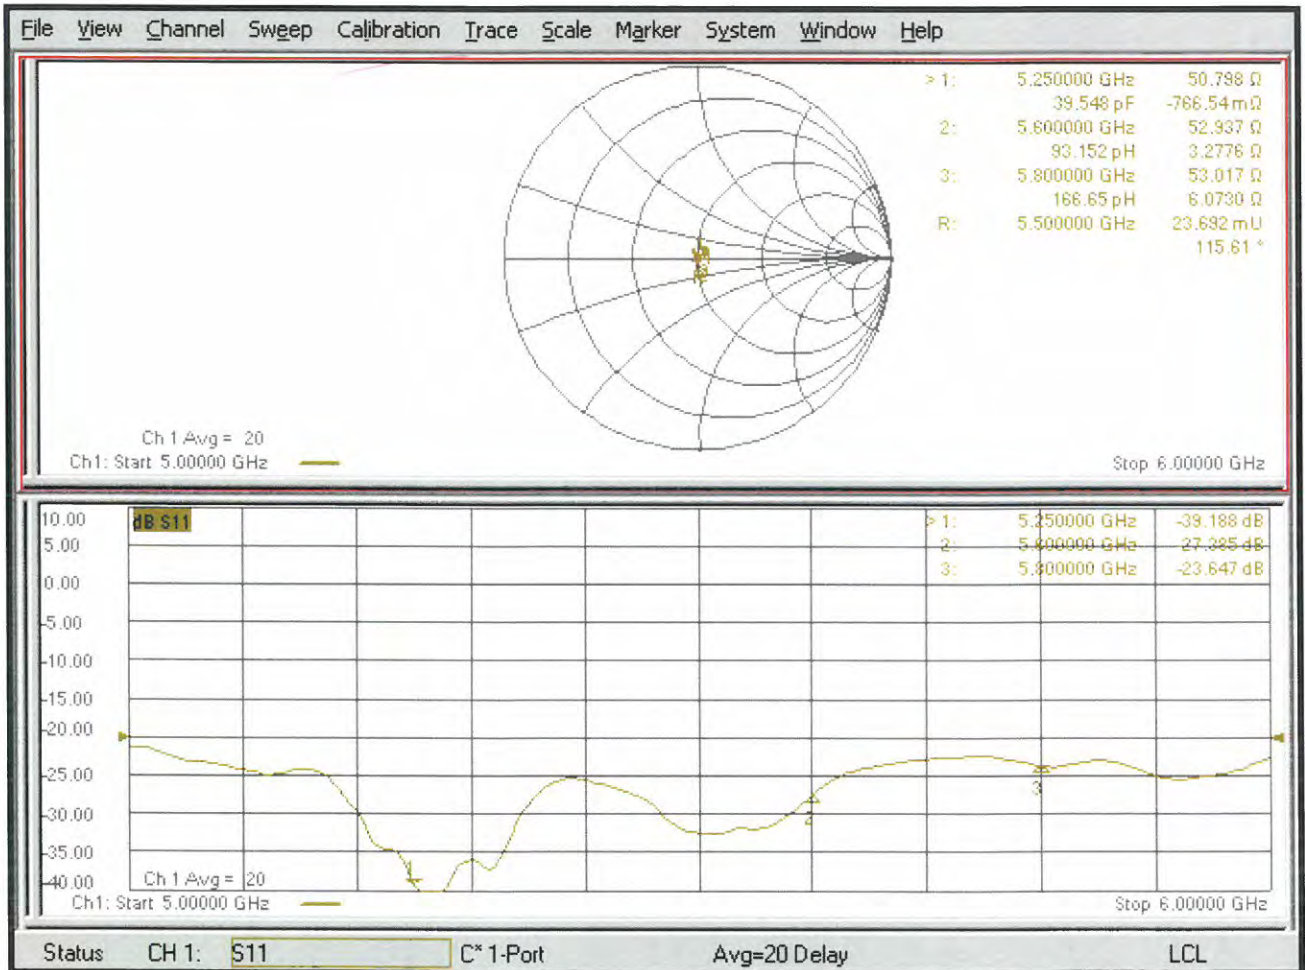 File View Channel Sweep Calibration Trace Scale Marker System Window Help
> 1: 5.250000 GHz 50.798 Ω
39.548 pF -766.54 mΩ
2: 5.600000 GHz 52.937 Ω
93.152 pH 3.2776 Ω
3: 5.800000 GHz 53.017 Ω
166.65 pH 6.0730 Ω
R: 5.500000 GHz 23.692 mU
115.61 °
Ch 1 Avg = 20
Ch1: Start 5.00000 GHz
Stop 6.00000 GHz
10.00 dB S11 > 1: 5.250000 GHz -39.188 dB
5.00 2: 5.600000 GHz -27.385 dB
0.00 3: 5.800000 GHz -23.647 dB
-5.00
-10.00
-15.00
-20.00
-25.00
3
-30.00
2
-35.00
1
-40.00 Ch 1 Avg = 20
Ch1: Start 5.00000 GHz
Stop 6.00000 GHz
Status CH 1: S11 C* 1-Port Avg=20 Delay LCL